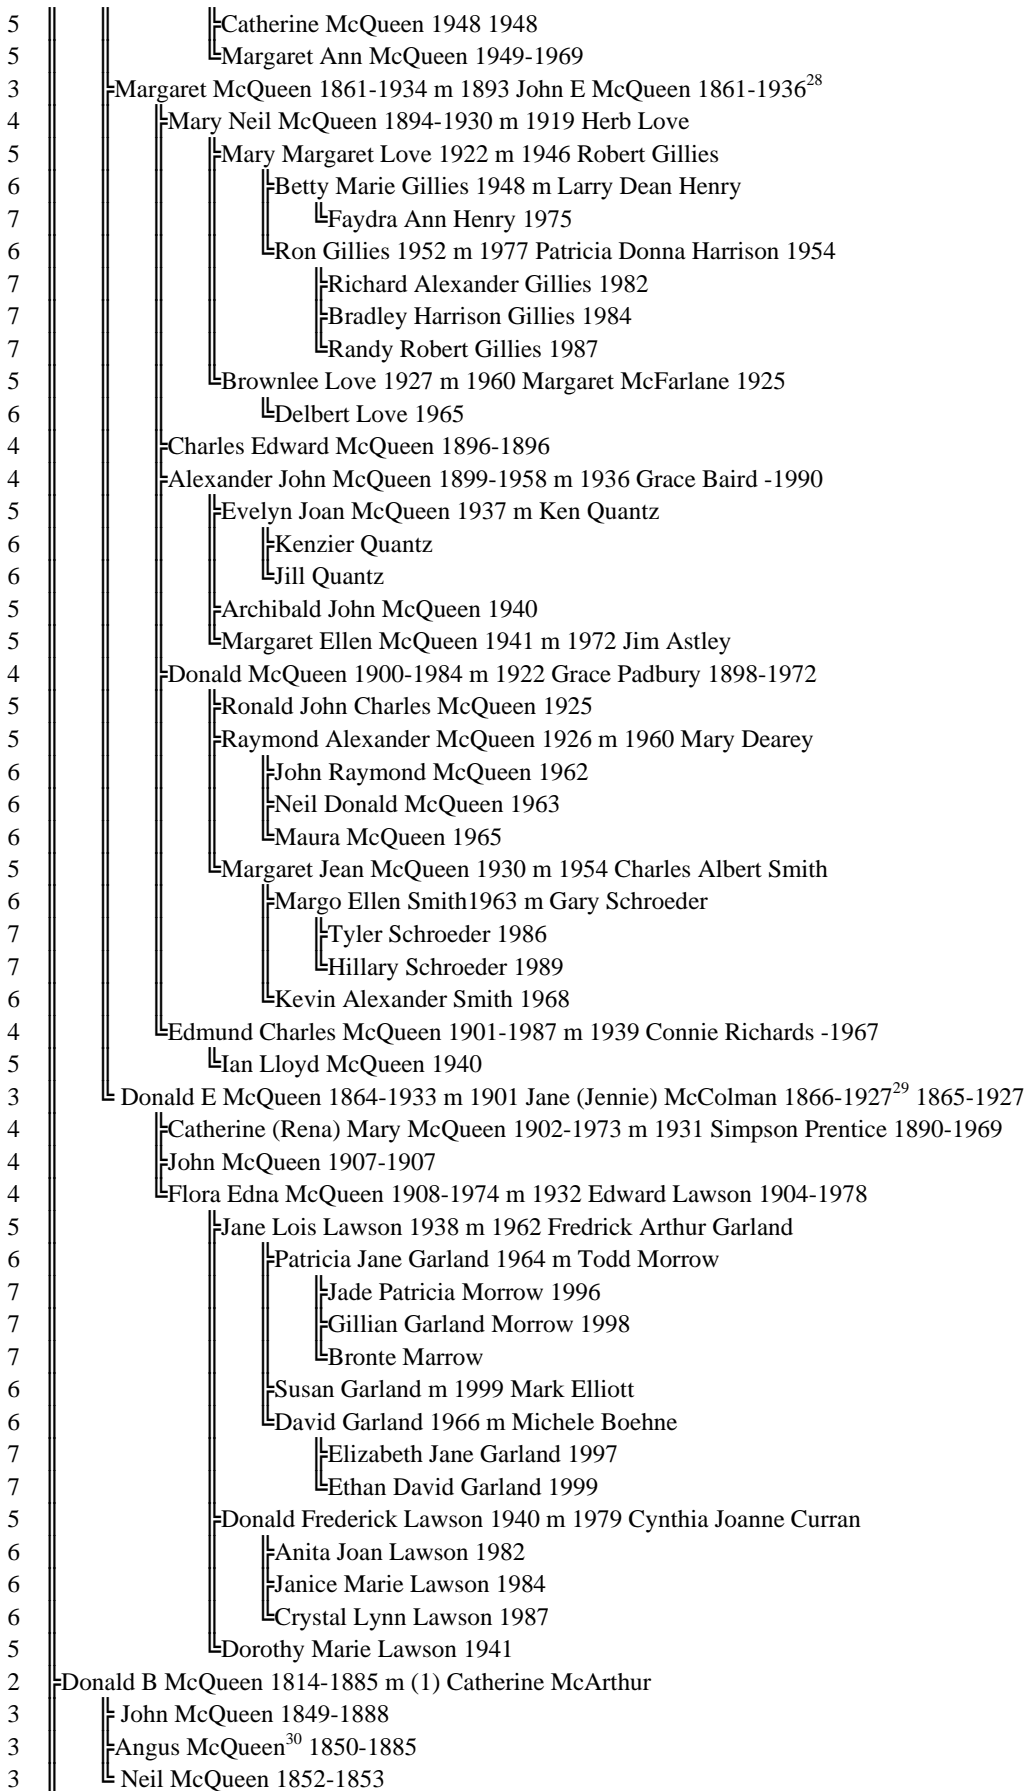 5 ║ ║ ╠Catherine McQueen 1948 1948
5 ║ ║ ╚Margaret Ann McQueen 1949-1969
3 ║ ╠Margaret McQueen 1861-1934 m 1893 John E McQueen 1861-1936²⁸
4 ║ ║ ╠Mary Neil McQueen 1894-1930 m 1919 Herb Love
5 ║ ║ ║ ╠Mary Margaret Love 1922 m 1946 Robert Gillies
6 ║ ║ ║ ║ ╠Betty Marie Gillies 1948 m Larry Dean Henry
7 ║ ║ ║ ║ ║ ╚Faydra Ann Henry 1975
6 ║ ║ ║ ║ ╚Ron Gillies 1952 m 1977 Patricia Donna Harrison 1954
7 ║ ║ ║ ║ ╠Richard Alexander Gillies 1982
7 ║ ║ ║ ║ ╠Bradley Harrison Gillies 1984
7 ║ ║ ║ ║ ╚Randy Robert Gillies 1987
5 ║ ║ ║ ╚Brownlee Love 1927 m 1960 Margaret McFarlane 1925
6 ║ ║ ║ ╚Delbert Love 1965
4 ║ ║ ╠Charles Edward McQueen 1896-1896
4 ║ ║ ╠Alexander John McQueen 1899-1958 m 1936 Grace Baird -1990
5 ║ ║ ║ ╠Evelyn Joan McQueen 1937 m Ken Quantz
6 ║ ║ ║ ║ ╠Kenzier Quantz
6 ║ ║ ║ ║ ╚Jill Quantz
5 ║ ║ ║ ╠Archibald John McQueen 1940
5 ║ ║ ║ ╚Margaret Ellen McQueen 1941 m 1972 Jim Astley
4 ║ ║ ╠Donald McQueen 1900-1984 m 1922 Grace Padbury 1898-1972
5 ║ ║ ║ ╠Ronald John Charles McQueen 1925
5 ║ ║ ║ ╠Raymond Alexander McQueen 1926 m 1960 Mary Dearey
6 ║ ║ ║ ║ ╠John Raymond McQueen 1962
6 ║ ║ ║ ║ ╠Neil Donald McQueen 1963
6 ║ ║ ║ ║ ╚Maura McQueen 1965
5 ║ ║ ║ ╚Margaret Jean McQueen 1930 m 1954 Charles Albert Smith
6 ║ ║ ║ ╠Margo Ellen Smith1963 m Gary Schroeder
7 ║ ║ ║ ║ ╠Tyler Schroeder 1986
7 ║ ║ ║ ║ ╚Hillary Schroeder 1989
6 ║ ║ ║ ╚Kevin Alexander Smith 1968
4 ║ ║ ╚Edmund Charles McQueen 1901-1987 m 1939 Connie Richards -1967
5 ║ ║ ╚Ian Lloyd McQueen 1940
3 ║ ╚ Donald E McQueen 1864-1933 m 1901 Jane (Jennie) McColman 1866-1927²⁹ 1865-1927
4 ║ ╠Catherine (Rena) Mary McQueen 1902-1973 m 1931 Simpson Prentice 1890-1969
4 ║ ╠John McQueen 1907-1907
4 ║ ╚Flora Edna McQueen 1908-1974 m 1932 Edward Lawson 1904-1978
5 ║ ╠Jane Lois Lawson 1938 m 1962 Fredrick Arthur Garland
6 ║ ║ ╠Patricia Jane Garland 1964 m Todd Morrow
7 ║ ║ ║ ╠Jade Patricia Morrow 1996
7 ║ ║ ║ ╠Gillian Garland Morrow 1998
7 ║ ║ ║ ╚Bronte Marrow
6 ║ ║ ╠Susan Garland m 1999 Mark Elliott
6 ║ ║ ╚David Garland 1966 m Michele Boehne
7 ║ ║ ╠Elizabeth Jane Garland 1997
7 ║ ║ ╚Ethan David Garland 1999
5 ║ ╠Donald Frederick Lawson 1940 m 1979 Cynthia Joanne Curran
6 ║ ║ ╠Anita Joan Lawson 1982
6 ║ ║ ╠Janice Marie Lawson 1984
6 ║ ║ ╚Crystal Lynn Lawson 1987
5 ║ ╚Dorothy Marie Lawson 1941
2 ╠Donald B McQueen 1814-1885 m (1) Catherine McArthur
3 ║ ╠ John McQueen 1849-1888
3 ║ ╠Angus McQueen³⁰ 1850-1885
3 ║ ╚ Neil McQueen 1852-1853